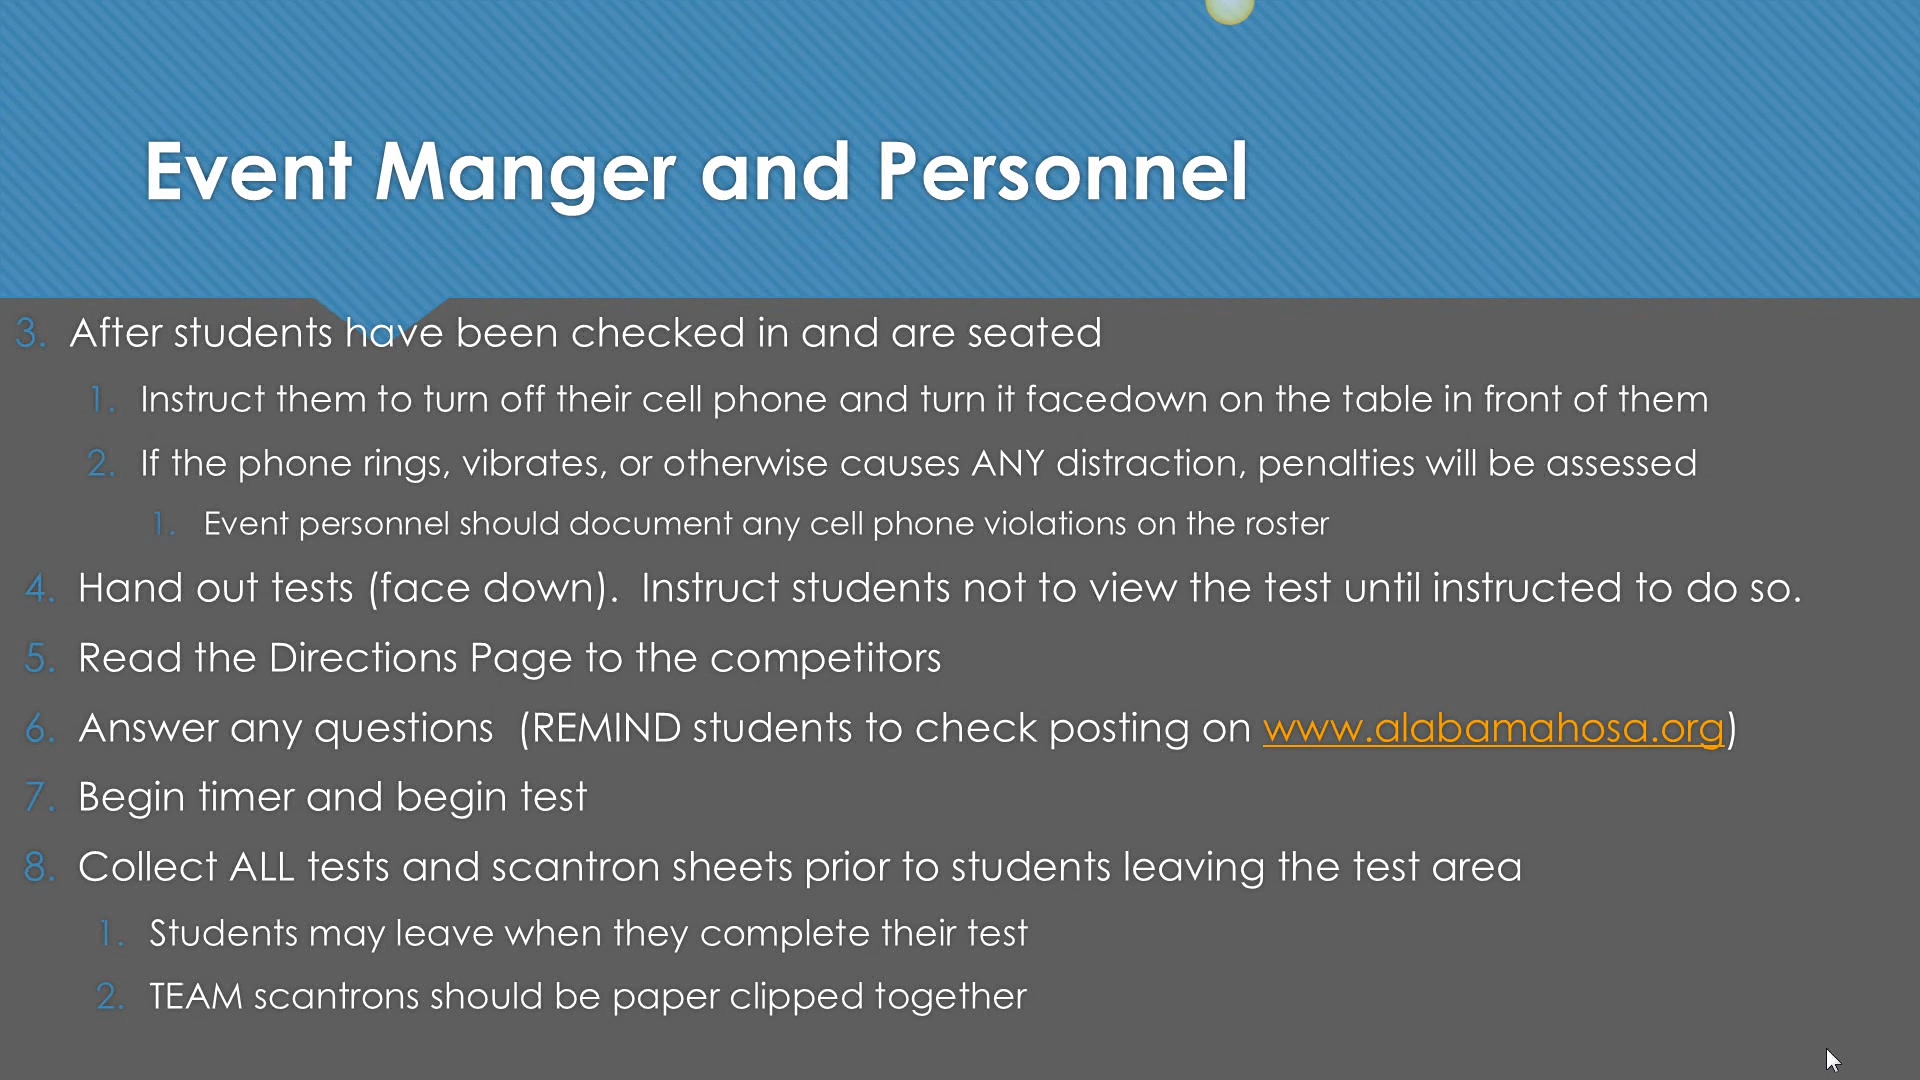 Event Manger and Personnel
3. After students have been checked in and are seated
1. Instruct them to turn off their cell phone and turn it facedown on the table in front of them
2. If the phone rings, vibrates, or otherwise causes ANY distraction, penalties will be assessed
1. Event personnel should document any cell phone violations on the roster
4. Hand out tests (face down).  Instruct students not to view the test until instructed to do so.
5. Read the Directions Page to the competitors
6. Answer any questions  (REMIND students to check posting on www.alabamahosa.org)
7. Begin timer and begin test
8. Collect ALL tests and scantron sheets prior to students leaving the test area
1. Students may leave when they complete their test
2. TEAM scantrons should be paper clipped together